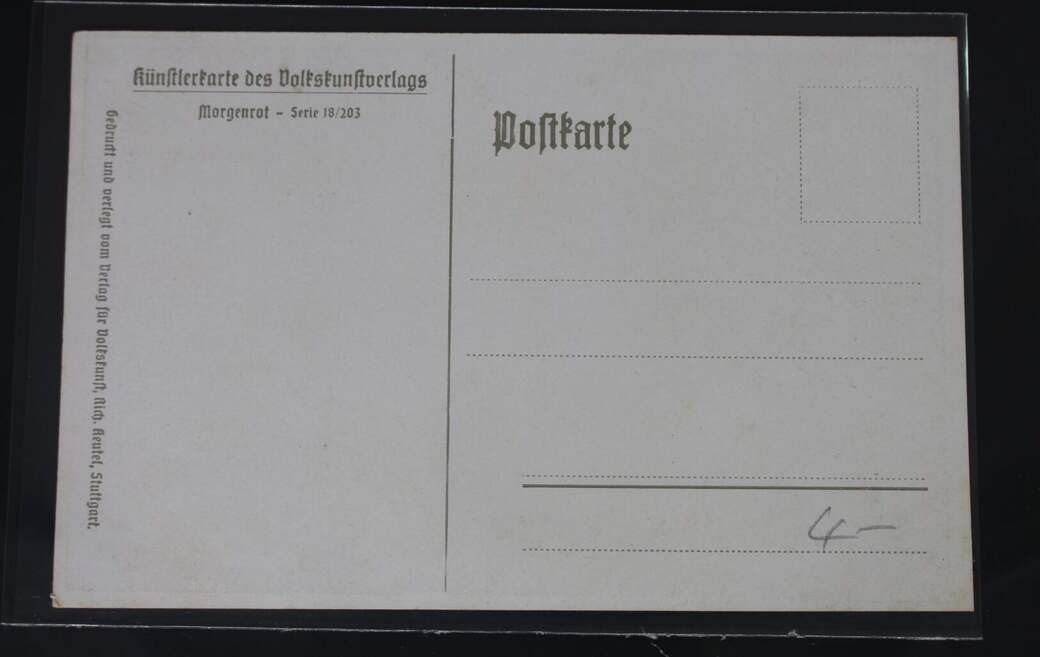 Künstlerkarte des Volkskunstverlags
Morgenrot – Serie 18/203
Gedruckt und verlegt vom Verlag für Volkskunst, Rich. Keutel, Stuttgart.
Postkarte
4–